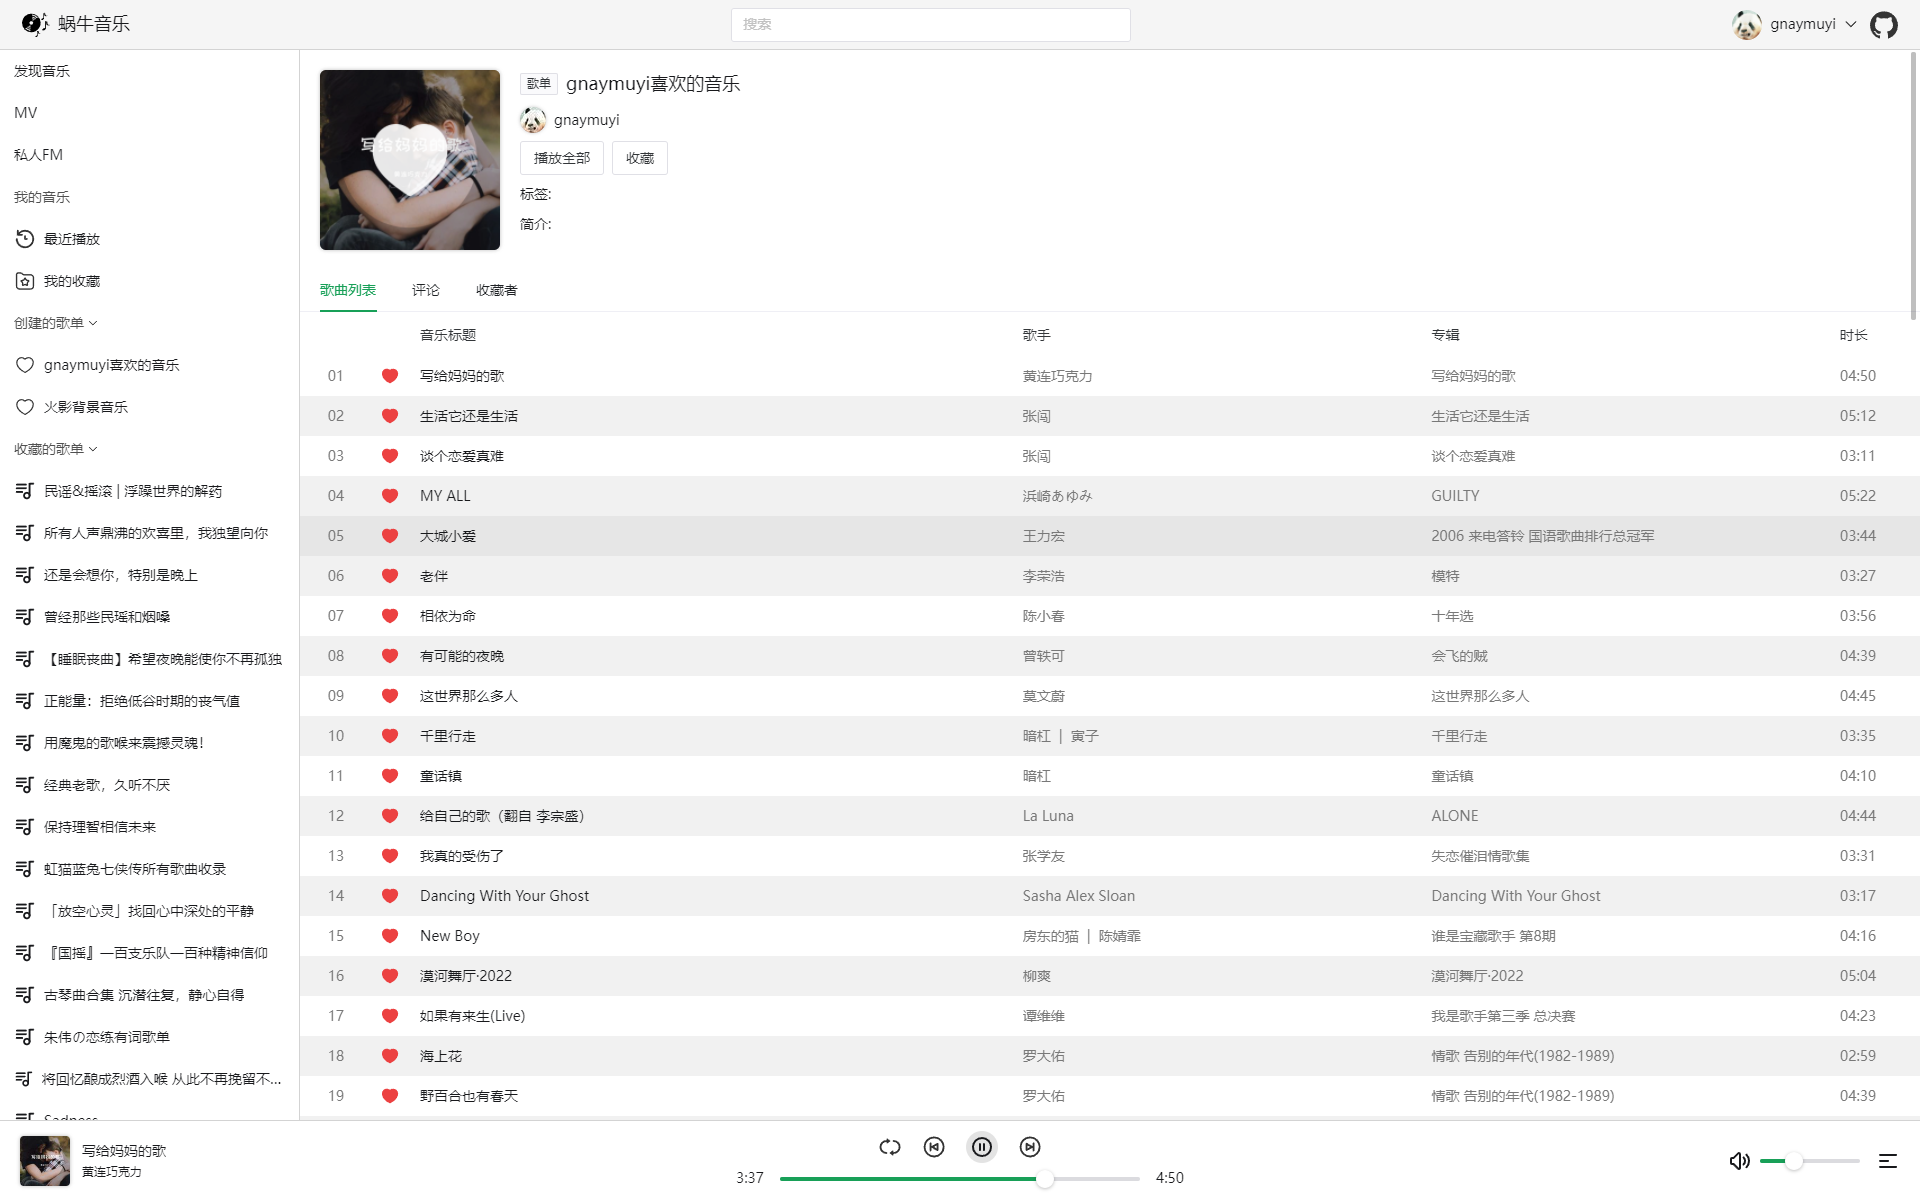 蜗牛音乐
搜索
gnaymuyi
发现音乐
MV
私人FM
我的音乐
最近播放
我的收藏
创建的歌单
gnaymuyi喜欢的音乐
火影背景音乐
收藏的歌单
民谣&摇滚 | 浮躁世界的解药
所有人声鼎沸的欢喜里，我独望向你
还是会想你，特别是晚上
曾经那些民瑶和烟嗓
【睡眠丧曲】希望夜晚能使你不再孤独
正能量：拒绝低谷时期的丧气值
用魔鬼的歌喉来震撼灵魂！
经典老歌，久听不厌
保持理智相信未来
虹猫蓝兔七侠传所有歌曲收录
「放空心灵」找回心中深处的平静
『国摇』一百支乐队一百种精神信仰
古琴曲合集 沉潜往复，静心自得
朱伟の恋练有词歌单
将回忆酿成烈酒入喉 从此不再挽留不...
Sadness
写给妈妈的歌
歌单 gnaymuyi喜欢的音乐
gnaymuyi
播放全部 收藏
标签:
简介:
歌曲列表 评论 收藏者
音乐标题 歌手 专辑 时长
01 写给妈妈的歌 黄连巧克力 写给妈妈的歌 04:50
02 生活它还是生活 张闯 生活它还是生活 05:12
03 谈个恋爱真难 张闯 谈个恋爱真难 03:11
04 MY ALL 浜崎あゆみ GUILTY 05:22
05 大城小爱 王力宏 2006 来电答铃 国语歌曲排行总冠军 03:44
06 老伴 李荣浩 模特 03:27
07 相依为命 陈小春 十年选 03:56
08 有可能的夜晚 曾轶可 会飞的贼 04:39
09 这世界那么多人 莫文蔚 这世界那么多人 04:45
10 千里行走 暗杠 | 寅子 千里行走 03:35
11 童话镇 暗杠 童话镇 04:10
12 给自己的歌（翻自 李宗盛） La Luna ALONE 04:44
13 我真的受伤了 张学友 失恋催泪情歌集 03:31
14 Dancing With Your Ghost Sasha Alex Sloan Dancing With Your Ghost 03:17
15 New Boy 房东的猫 | 陈婧霏 谁是宝藏歌手 第8期 04:16
16 漠河舞厅·2022 柳爽 漠河舞厅·2022 05:04
17 如果有来生(Live) 谭维维 我是歌手第三季 总决赛 04:23
18 海上花 罗大佑 情歌 告别的年代(1982-1989) 02:59
19 野百合也有春天 罗大佑 情歌 告别的年代(1982-1989) 04:39
写给妈妈的歌
黄连巧克力
3:37 4:50